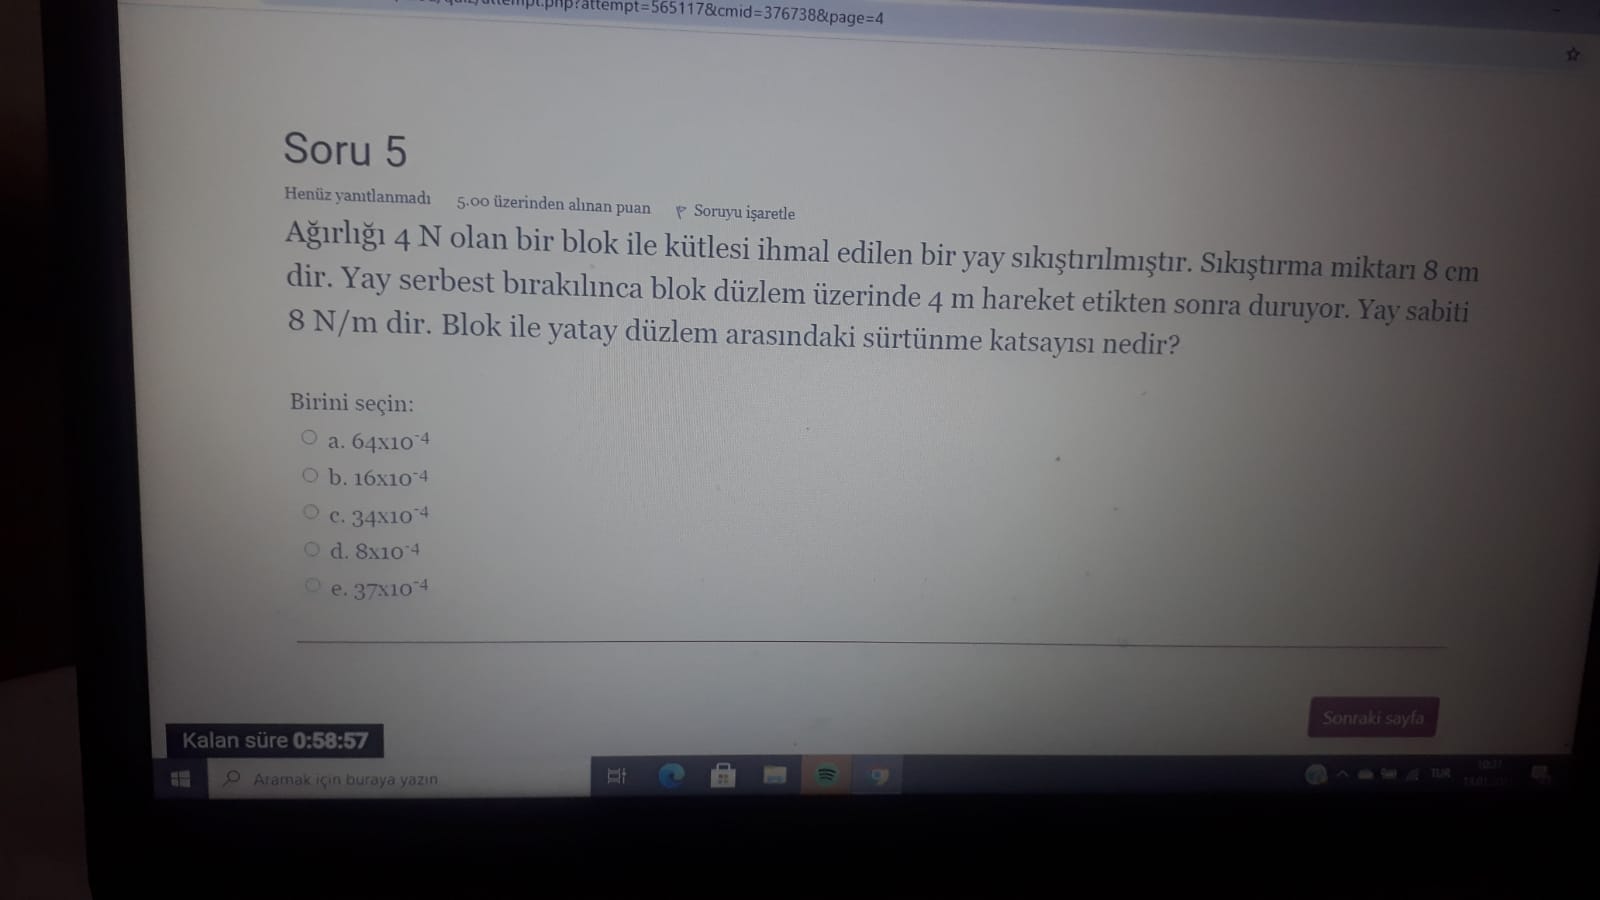 attempt.php?attempt=565117&cmid=376738&page=4
Soru 5
Henüz yanıtlanmadı 5.00 üzerinden alınan puan Soruyu işaretle
Ağırlığı 4 N olan bir blok ile kütlesi ihmal edilen bir yay sıkıştırılmıştır. Sıkıştırma miktarı 8 cm
dir. Yay serbest bırakılınca blok düzlem üzerinde 4 m hareket etikten sonra duruyor. Yay sabiti
8 N/m dir. Blok ile yatay düzlem arasındaki sürtünme katsayısı nedir?
Birini seçin:
a. 64x10⁻⁴
b. 16x10⁻⁴
c. 34x10⁻⁴
d. 8x10⁻⁴
e. 37x10⁻⁴
Sonraki sayfa
Kalan süre 0:58:57
Aramak için buraya yazın
TUR